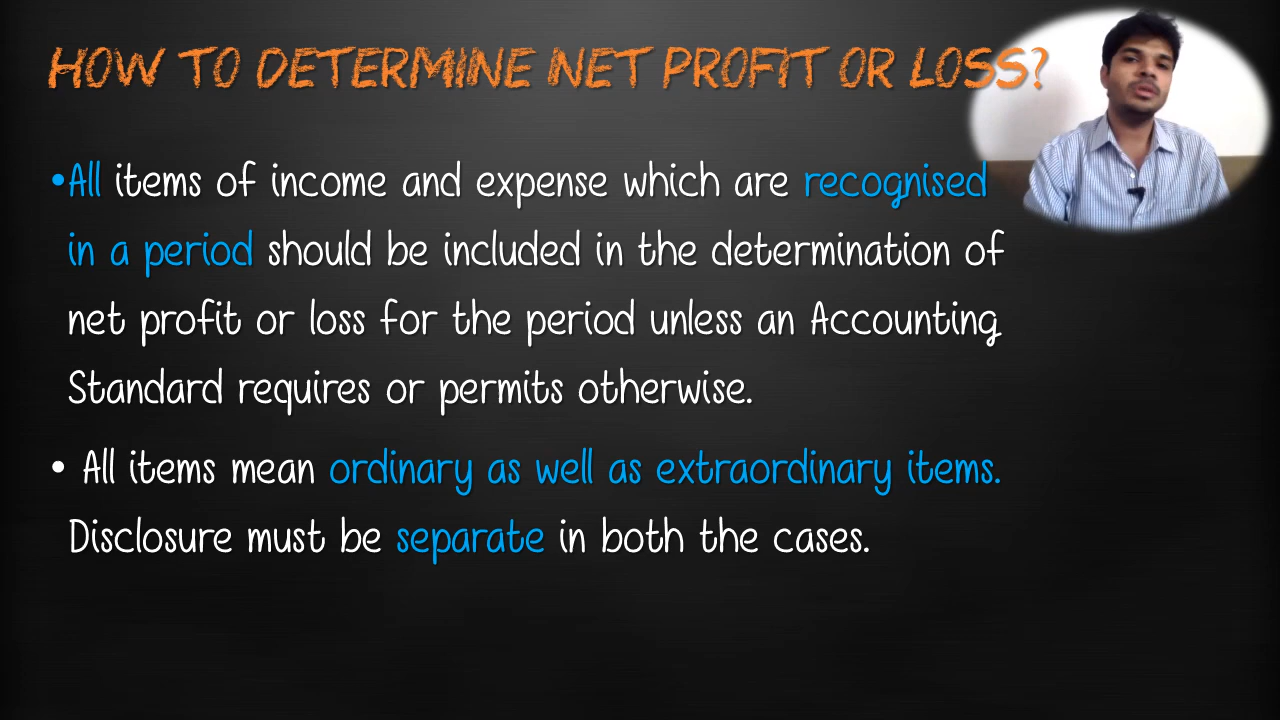 HOW TO DETERMINE NET PROFIT OR LOSS?
•All items of income and expense which are recognised
in a period should be included in the determination of
net profit or loss for the period unless an Accounting
Standard requires or permits otherwise.
• All items mean ordinary as well as extraordinary items.
Disclosure must be separate in both the cases.